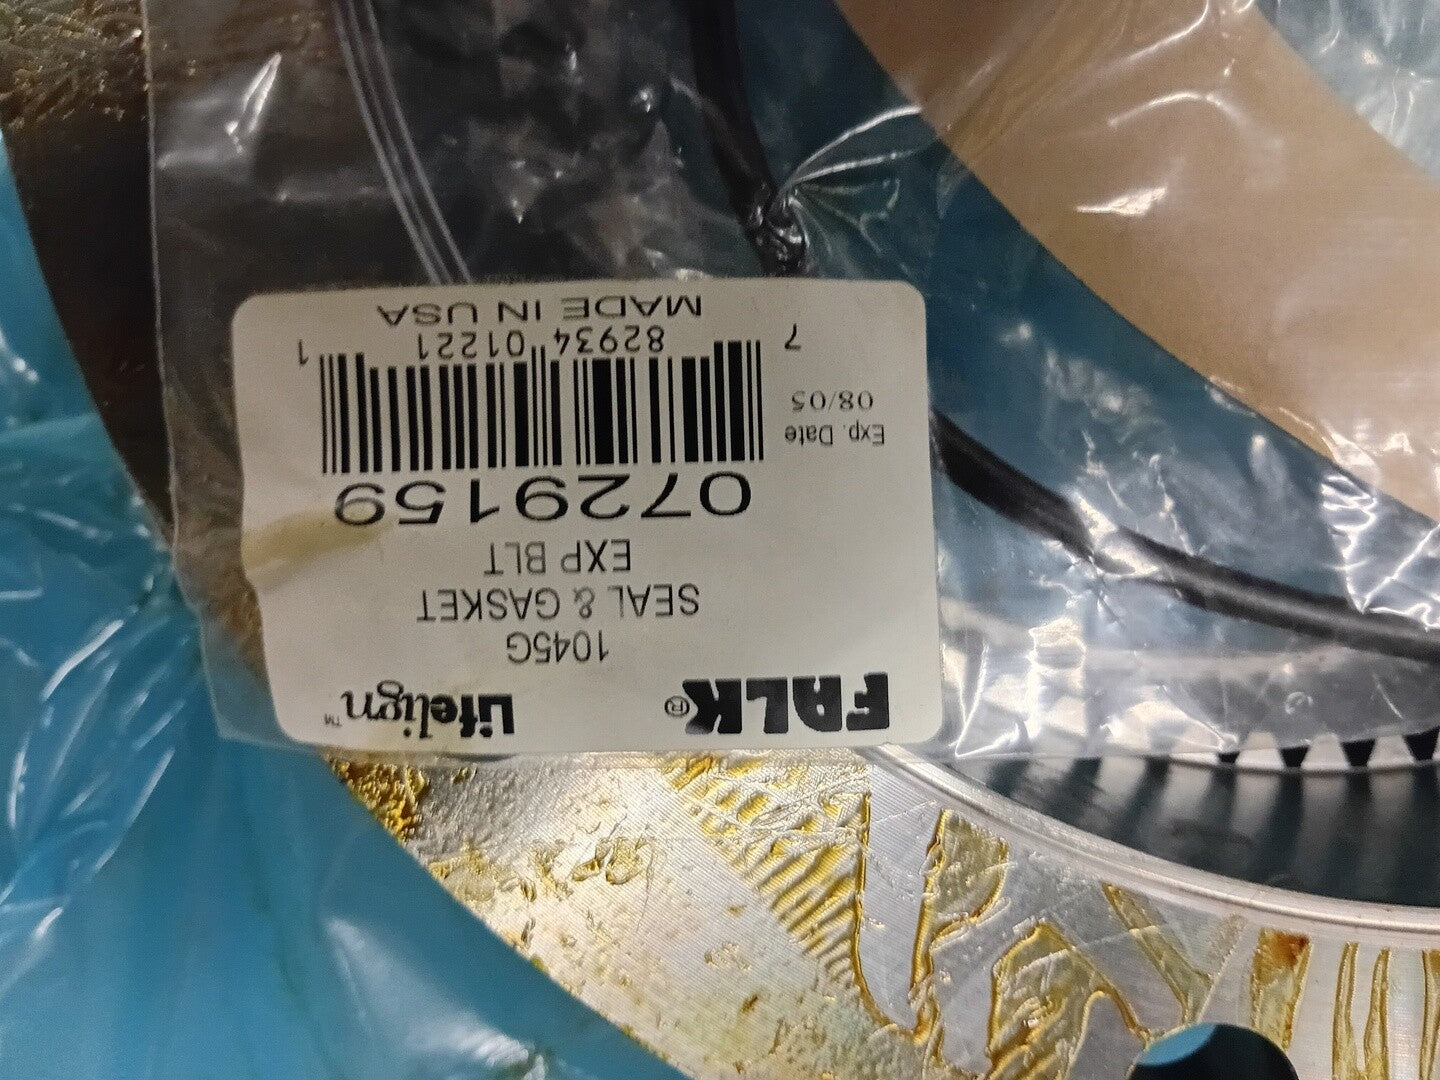 FALK® Lifelign™
1045G
SEAL & GASKET
EXP BLT
0729159
Exp. Date
08/05
7 82934 01221 1
MADE IN USA